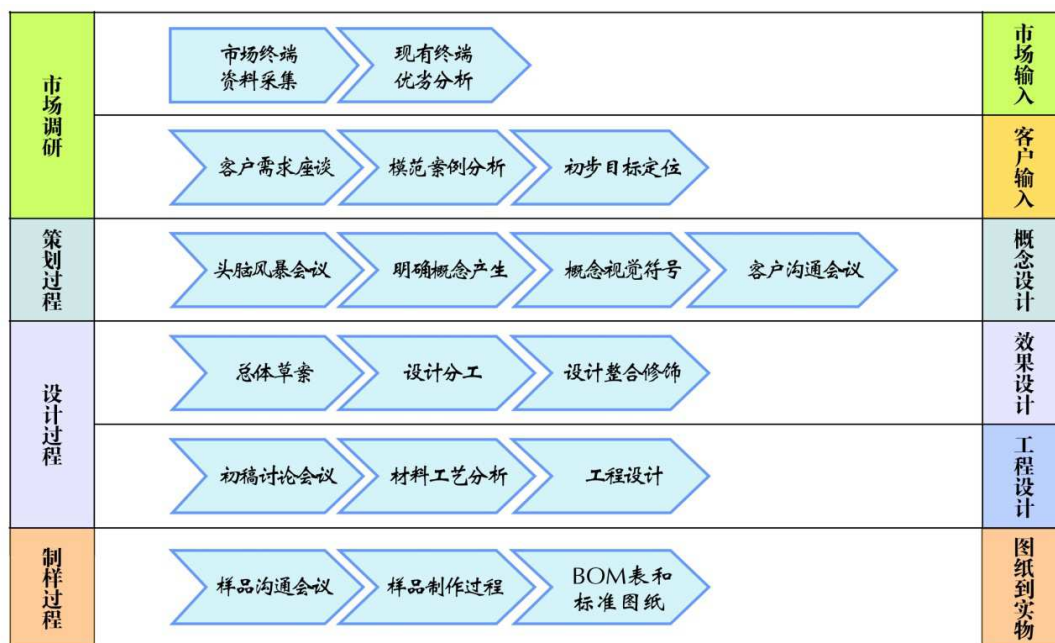 市场调研
市场终端
资料采集
现有终端
优劣分析
市场输入
客户需求座谈
模范案例分析
初步目标定位
客户输入
策划过程
头脑风暴会议
明确概念产生
概念视觉符号
客户沟通会议
概念设计
设计过程
总体草案
设计分工
设计整合修饰
效果设计
初稿讨论会议
材料工艺分析
工程设计
工程设计
制样过程
样品沟通会议
样品制作过程
BOM表和
标准图纸
图纸到实物